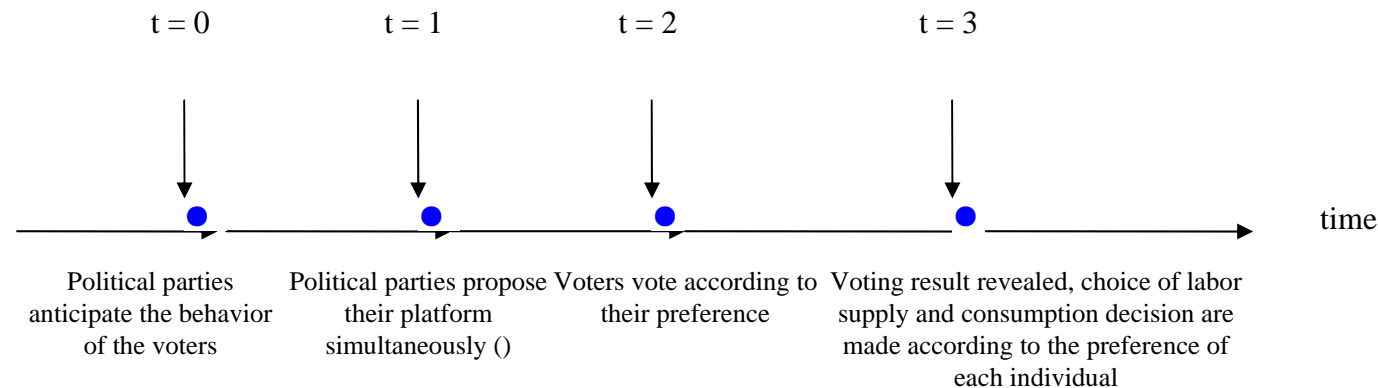 t = 0
t = 1
t = 2
t = 3
time
Political parties
anticipate the behavior
of the voters
Political parties propose
their platform
simultaneously ()
Voters vote according to
their preference
Voting result revealed, choice of labor
supply and consumption decision are
made according to the preference of
each individual